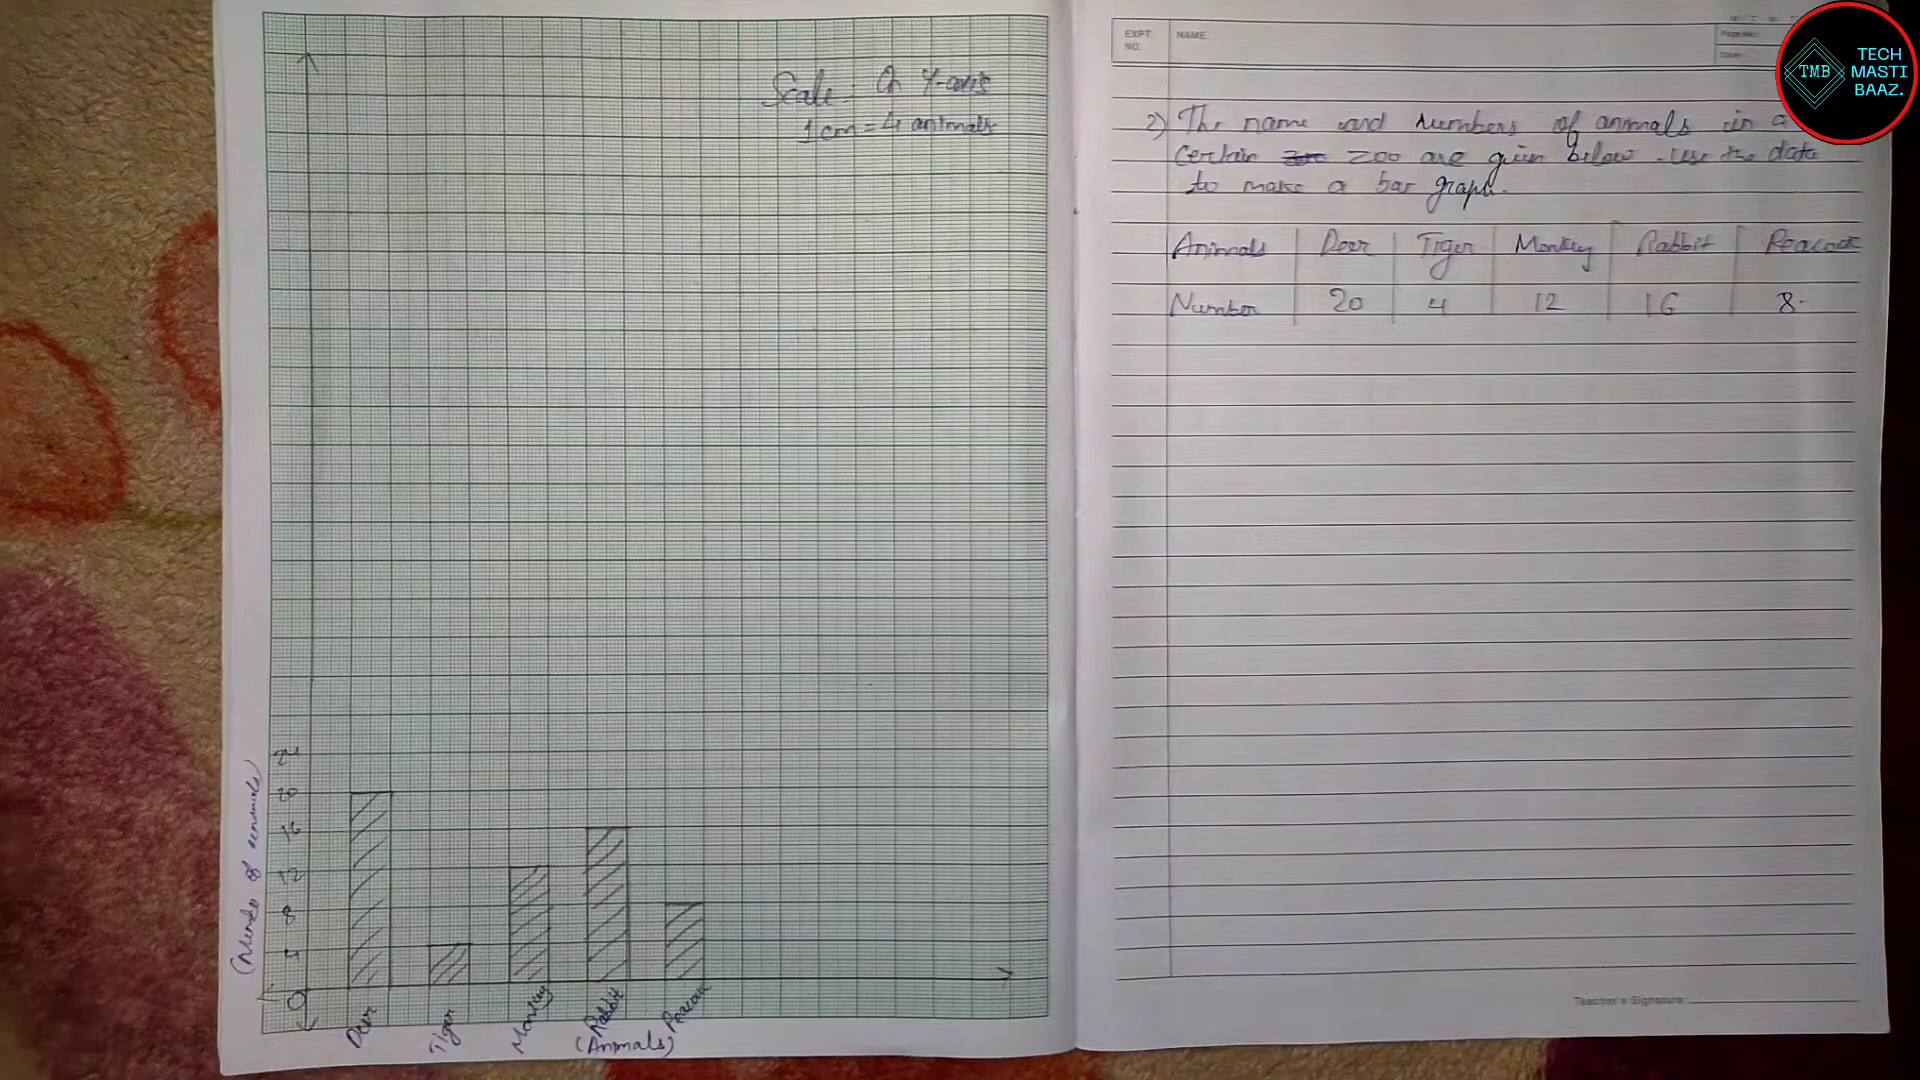 Scale: On Y-axis
1 cm = 4 animals
24
20
16
12
8
4
0
(Number of animals)
Deer
Tiger
Monkey
Rabbit
Peacock
(Animals)
EXPT. NO.
NAME
Page No.:
Date:
TMB
TECH
MASTI
BAAZ.
2) The name and numbers of animals in a
certain zoo are given below. Use the data
to make a bar graph.
Animals | Deer | Tiger | Monkey | Rabbit | Peacock
Number | 20 | 4 | 12 | 16 | 8
Teacher's Signature: